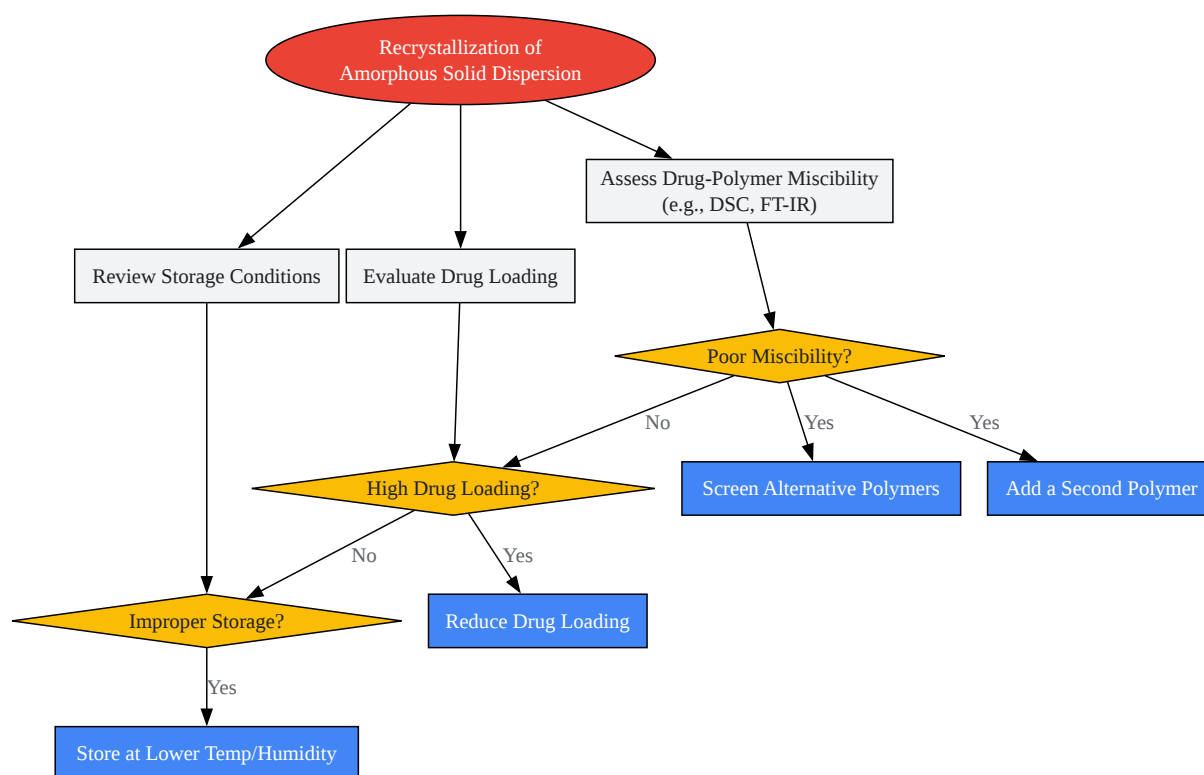 Recrystallization of
Amorphous Solid Dispersion
Assess Drug-Polymer Miscibility
(e.g., DSC, FT-IR)
Review Storage Conditions
Evaluate Drug Loading
Poor Miscibility?
No
Yes
Yes
High Drug Loading?
Screen Alternative Polymers
Add a Second Polymer
No
Yes
Improper Storage?
Reduce Drug Loading
Yes
Store at Lower Temp/Humidity